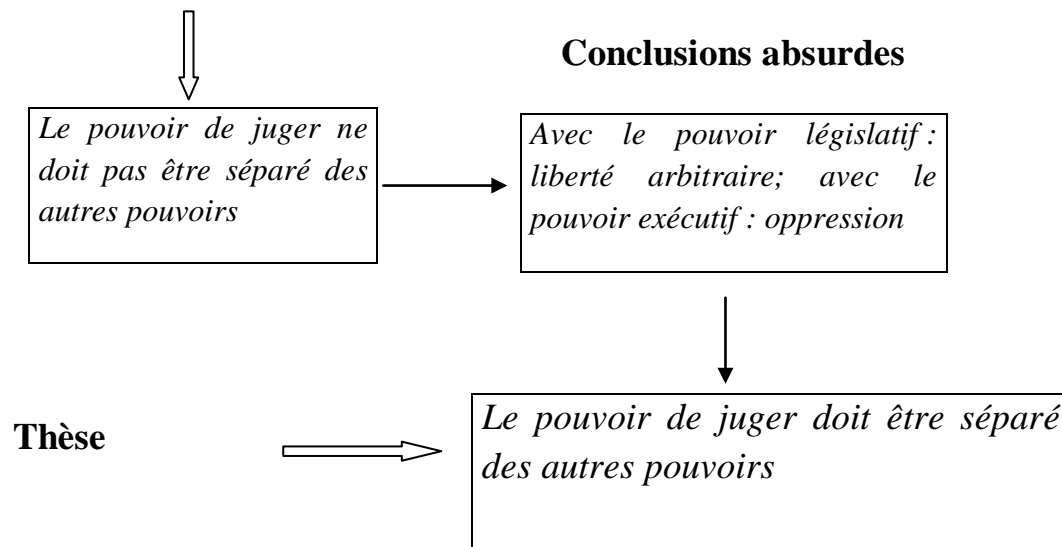 Conclusions absurdes
Le pouvoir de juger ne
doit pas être séparé des
autres pouvoirs
Avec le pouvoir législatif :
liberté arbitraire; avec le
pouvoir exécutif : oppression
Thèse
Le pouvoir de juger doit être séparé
des autres pouvoirs